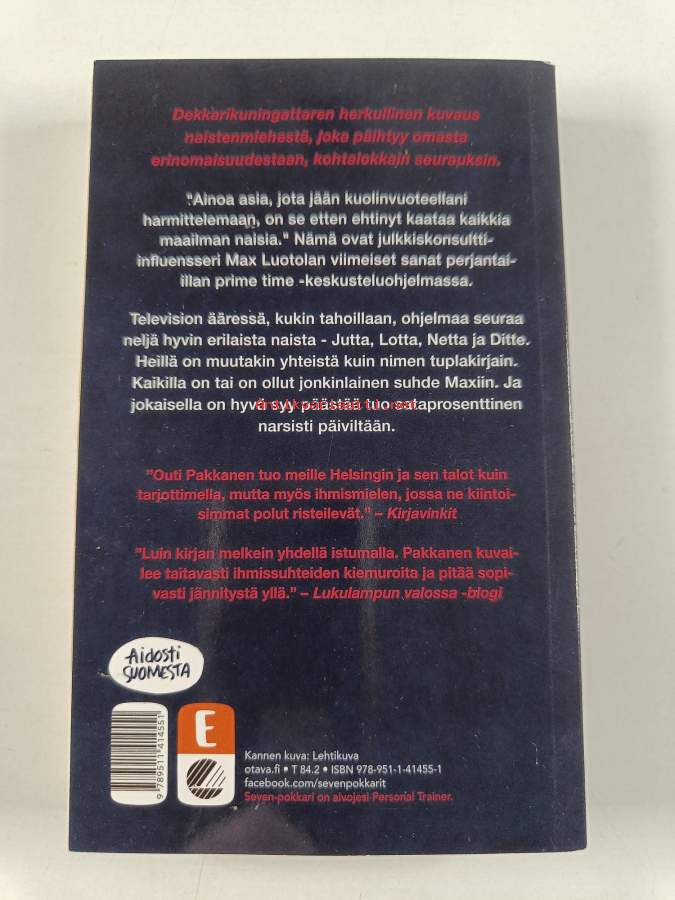 Dekkarikuningattaren herkullinen kuvaus
naistenmiehestä, joka päihtyy omasta
erinomaisuudestaan, kohtalokkain seurauksin.
"Ainoa asia, jota jään kuolinvuoteellani
harmittelemaan, on se etten ehtinyt kaataa kaikkia
maailman naisia." Nämä ovat julkkiskonsultti-
influensseri Max Luotolan viimeiset sanat perjantai-
illan prime time -keskusteluohjelmassa.
Television ääressä, kukin tahoillaan, ohjelmaa seuraa
neljä hyvin erilaista naista - Jutta, Lotta, Netta ja Ditte.
Heillä on muutakin yhteistä kuin nimen tuplakirjain.
Kaikilla on tai on ollut jonkinlainen suhde Maxiin. Ja
jokaisella on hyvä syy päästää tuo sataprosenttinen
narsisti päiviltään.
"Outi Pakkanen tuo meille Helsingin ja sen talot kuin
tarjottimella, mutta myös ihmismielen, jossa ne kiintoi-
simmat polut risteilevät." – Kirjavinkit
"Luin kirjan melkein yhdellä istumalla. Pakkanen kuvai-
lee taitavasti ihmissuhteiden kiemuroita ja pitää sopi-
vasti jännitystä yllä." – Lukulampun valossa -blogi
Aidosti
SUOMESTA
9 789511 414551
E
Kannen kuva: Lehtikuva
otava.fi • T 84.2 • ISBN 978-951-1-41455-1
facebook.com/sevenpokkarit
Seven-pokkari on aivojesi Personal Trainer.